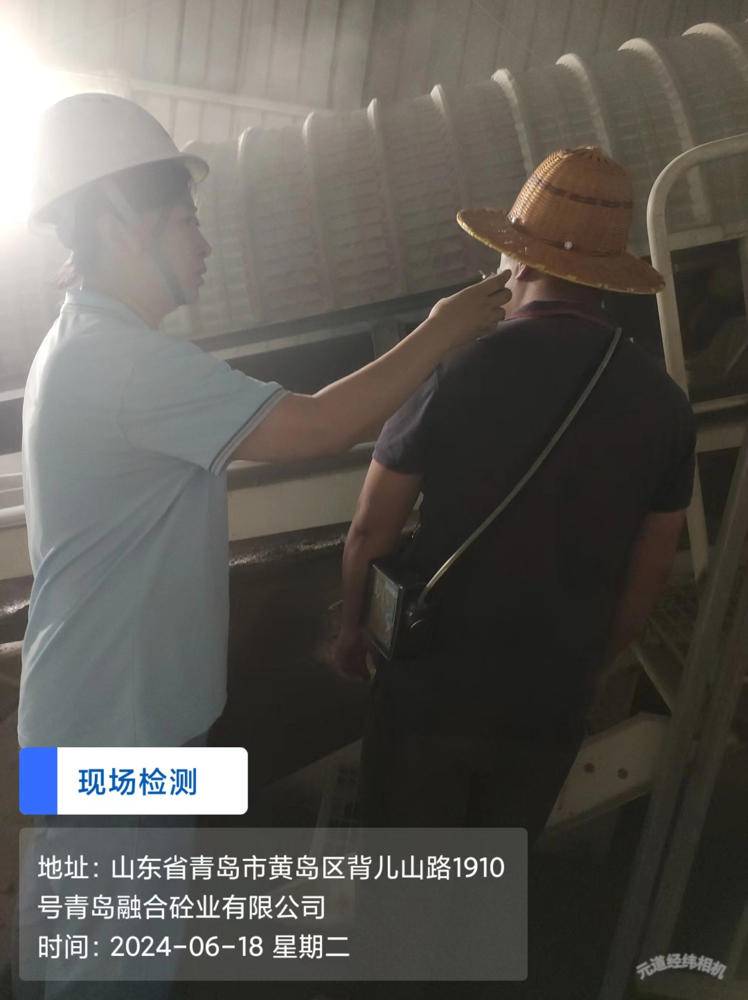 现场检测
地址：山东省青岛市黄岛区背儿山路1910
号青岛融合砼业有限公司
时间：2024-06-18 星期二
元道经纬相机